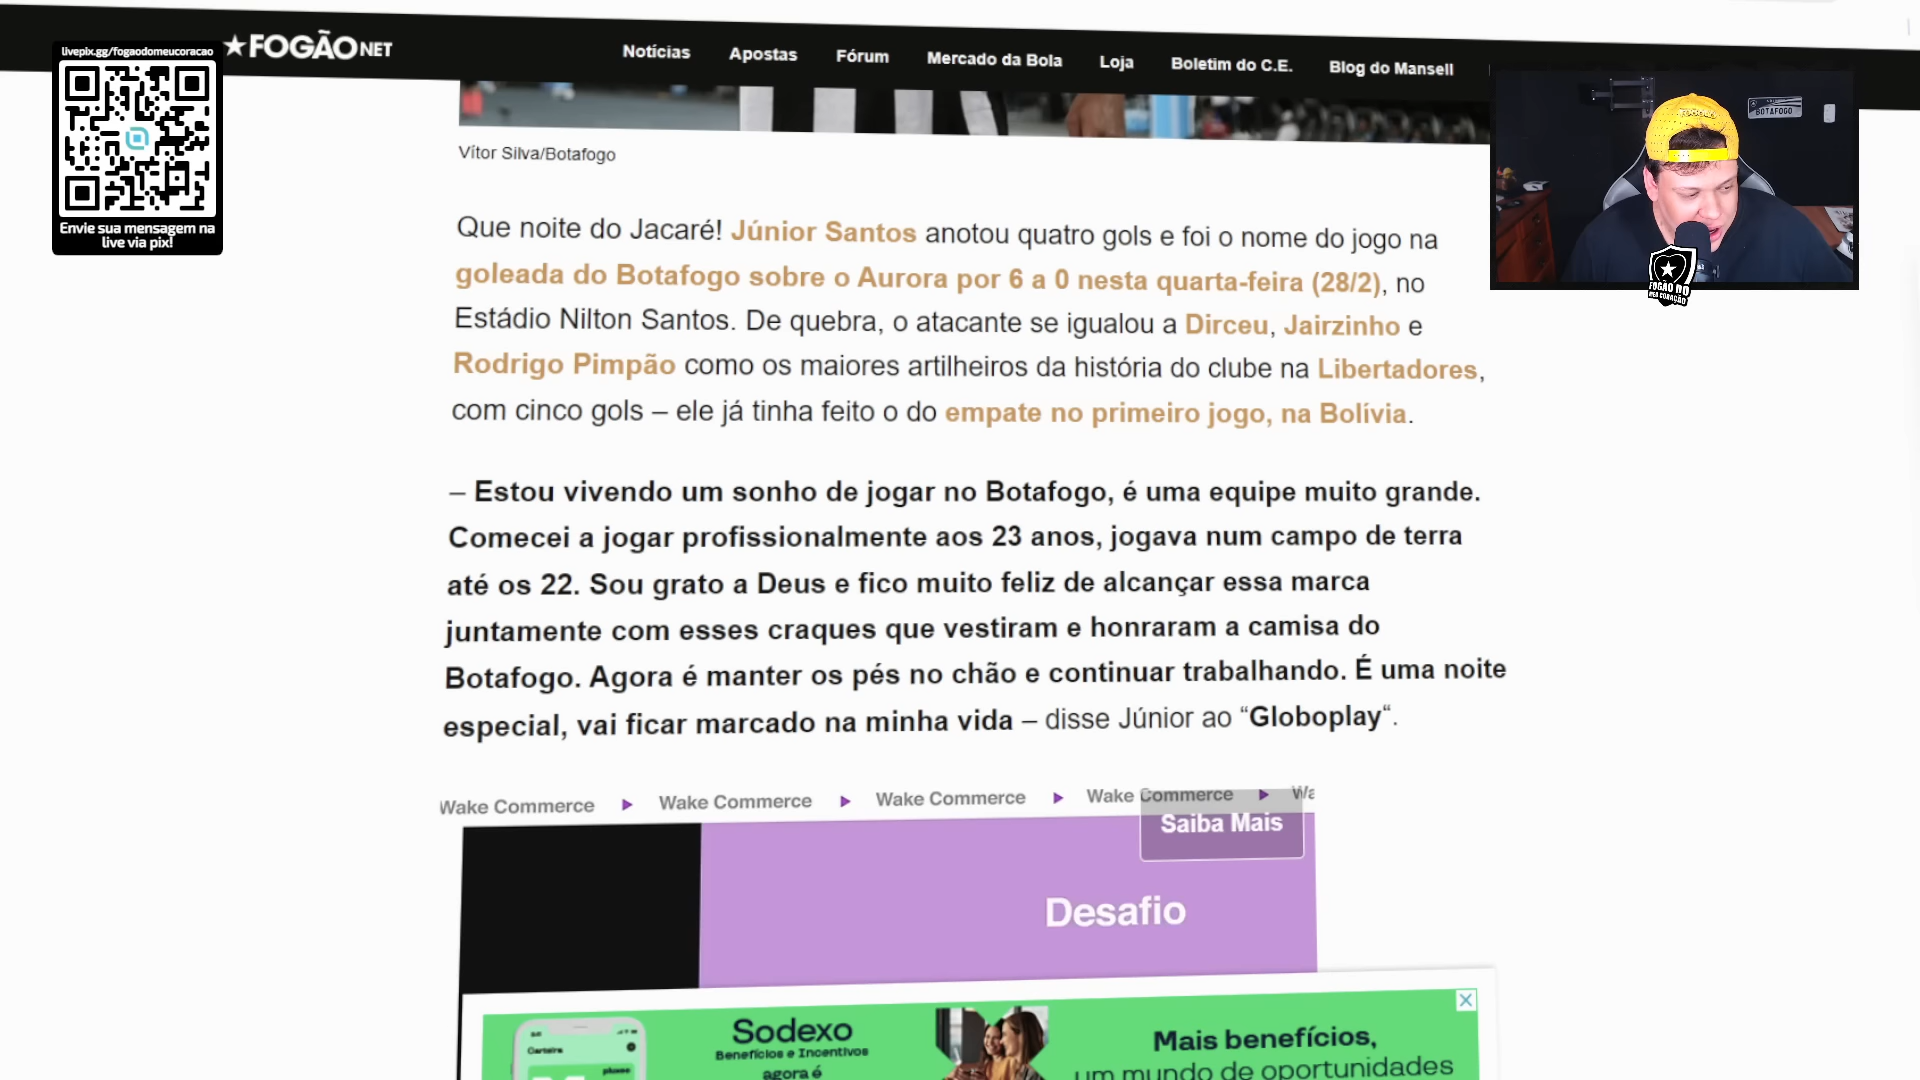 livepix.gg/fogaodomeucoracao
Envie sua mensagem na
live via pix!
★FOGÃO NET
Notícias
Apostas
Fórum
Mercado da Bola
Loja
Boletim do C.E.
Blog do Mansell
BOTAFOGO
FOGÃO DO
MEU CORAÇÃO
Vítor Silva/Botafogo
Que noite do Jacaré! Júnior Santos anotou quatro gols e foi o nome do jogo na
goleada do Botafogo sobre o Aurora por 6 a 0 nesta quarta-feira (28/2), no
Estádio Nilton Santos. De quebra, o atacante se igualou a Dirceu, Jairzinho e
Rodrigo Pimpão como os maiores artilheiros da história do clube na Libertadores,
com cinco gols – ele já tinha feito o do empate no primeiro jogo, na Bolívia.
– Estou vivendo um sonho de jogar no Botafogo, é uma equipe muito grande.
Comecei a jogar profissionalmente aos 23 anos, jogava num campo de terra
até os 22. Sou grato a Deus e fico muito feliz de alcançar essa marca
juntamente com esses craques que vestiram e honraram a camisa do
Botafogo. Agora é manter os pés no chão e continuar trabalhando. É uma noite
especial, vai ficar marcado na minha vida – disse Júnior ao “Globoplay“.
Wake Commerce ▶ Wake Commerce ▶ Wake Commerce ▶ Wake Commerce ▶ Wa
Saiba Mais
Desafio
Carteira
pluxee
Sodexo
Benefícios e Incentivos
agora é
Mais benefícios,
um mundo de oportunidades